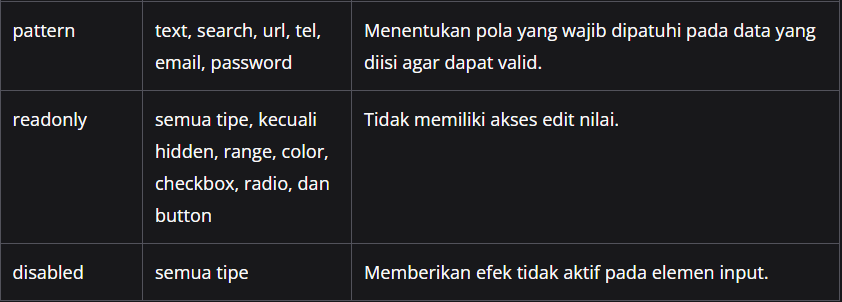 pattern
text, search, url, tel,
email, password
Menentukan pola yang wajib dipatuhi pada data yang
diisi agar dapat valid.
readonly
semua tipe, kecuali
hidden, range, color,
checkbox, radio, dan
button
Tidak memiliki akses edit nilai.
disabled
semua tipe
Memberikan efek tidak aktif pada elemen input.